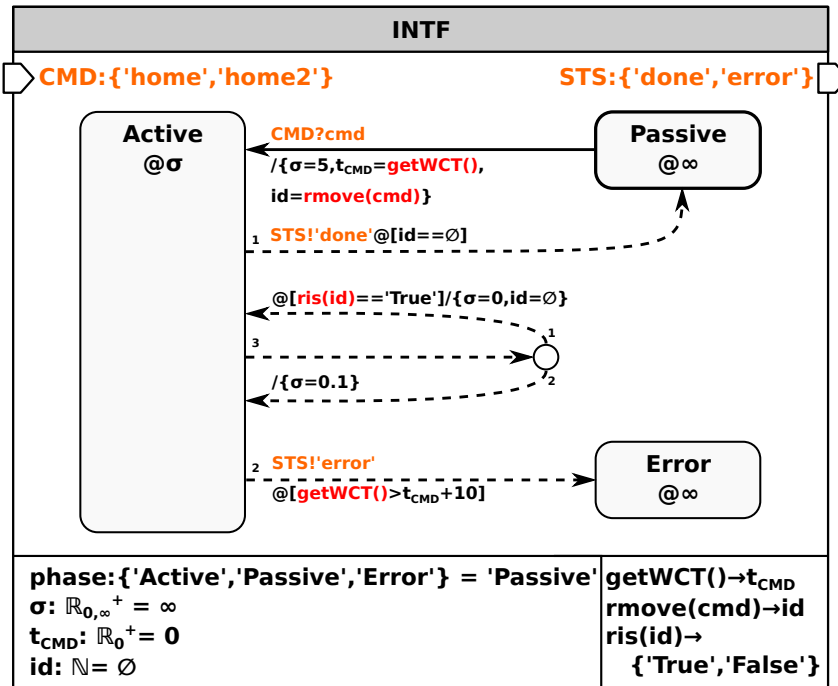 INTF
CMD:{'home','home2'}
STS:{'done','error'}
Active
@σ
CMD?cmd
/{σ=5,tCMD=getWCT(),
id=rmove(cmd)}
Passive
@∞
1 STS!'done'@[id==∅]
@[ris(id)=='True']/{σ=0,id=∅}
1
3
2
/{σ=0.1}
2 STS!'error'
@[getWCT()>tCMD+10]
Error
@∞
phase:{'Active','Passive','Error'} = 'Passive'
σ: ℝ0,∞⁺ = ∞
tCMD: ℝ0⁺= 0
id: ℕ= ∅
getWCT()→tCMD
rmove(cmd)→id
ris(id)→
{'True','False'}